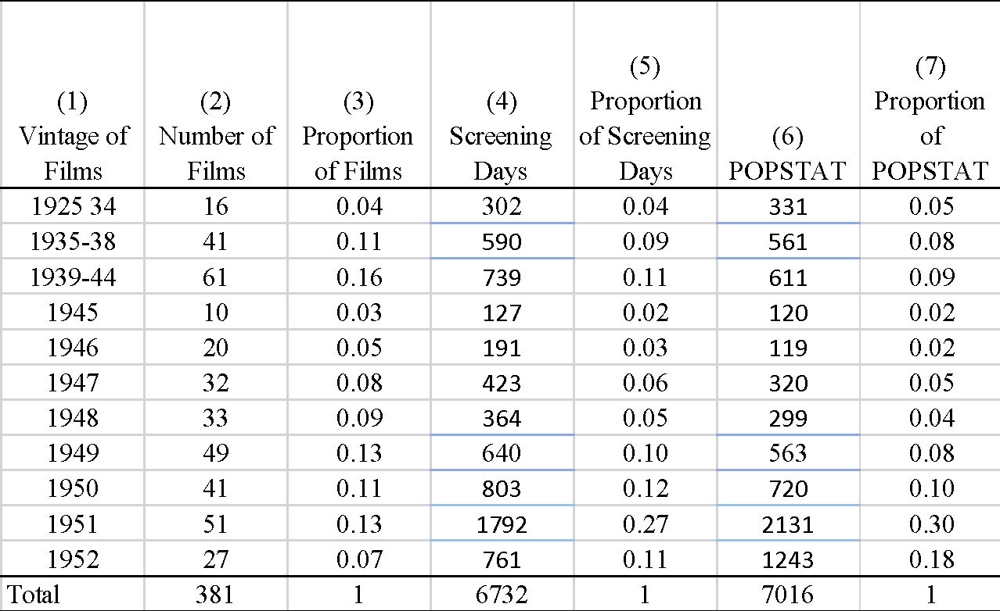 (1) Vintage of Films (2) Number of Films (3) Proportion of Films (4) Screening Days (5) Proportion of Screening Days (6) POPSTAT (7) Proportion of POPSTAT
1925 34 16 0.04 302 0.04 331 0.05
1935-38 41 0.11 590 0.09 561 0.08
1939-44 61 0.16 739 0.11 611 0.09
1945 10 0.03 127 0.02 120 0.02
1946 20 0.05 191 0.03 119 0.02
1947 32 0.08 423 0.06 320 0.05
1948 33 0.09 364 0.05 299 0.04
1949 49 0.13 640 0.10 563 0.08
1950 41 0.11 803 0.12 720 0.10
1951 51 0.13 1792 0.27 2131 0.30
1952 27 0.07 761 0.11 1243 0.18
Total 381 1 6732 1 7016 1